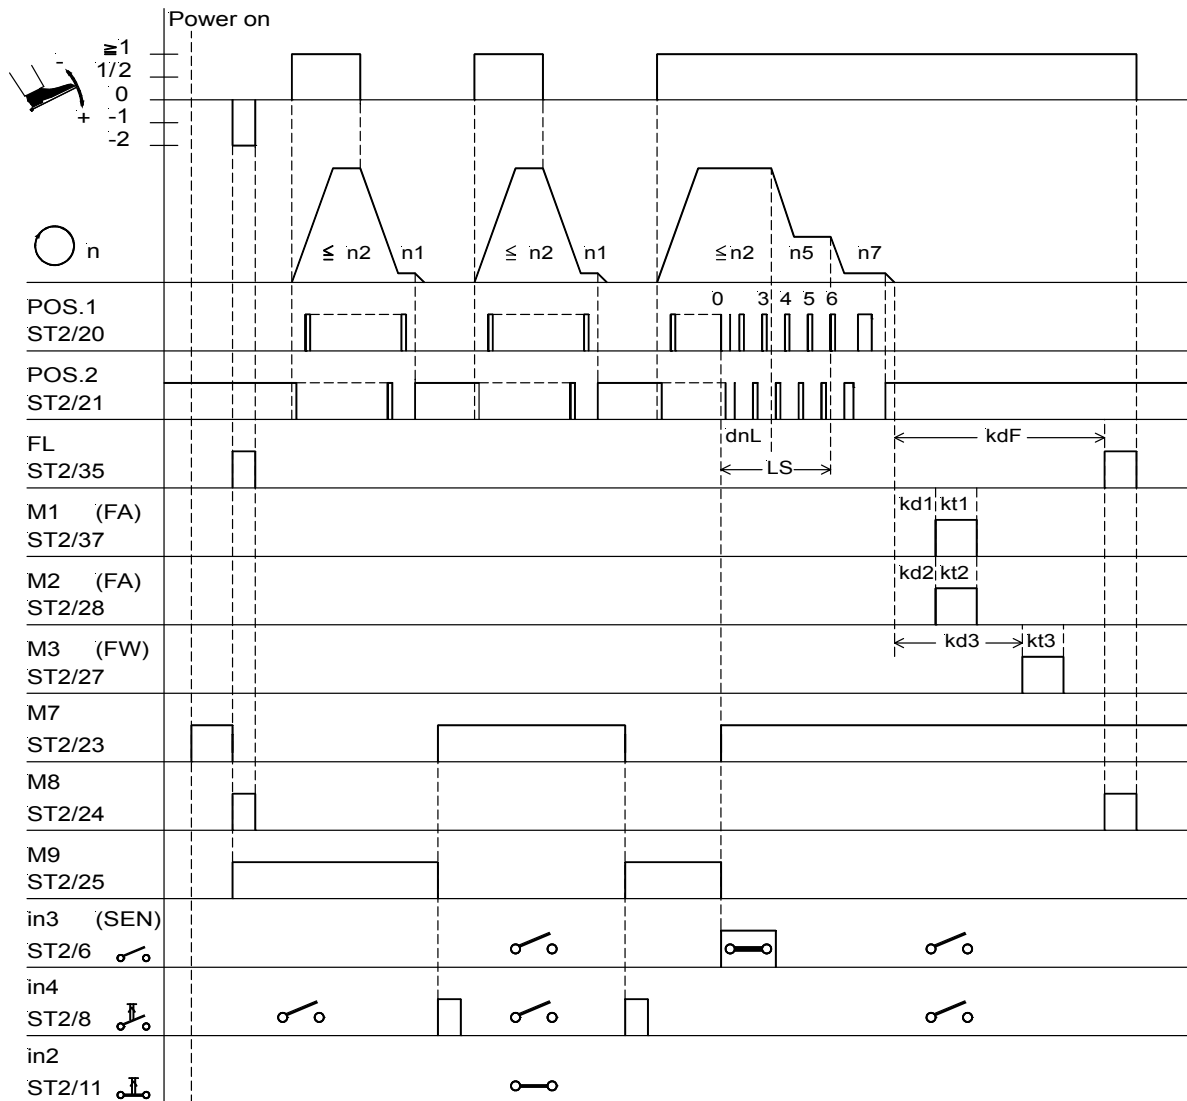 Power on
≧1
1/2
0
-1
-2
-
+
n
≦ n2 n1
≦ n2 n1
≦n2 n5 n7
POS.1
ST2/20
0 3 4 5 6
POS.2
ST2/21
FL
ST2/35
dnL
LS
kdF
M1 (FA)
ST2/37
kd1 kt1
M2 (FA)
ST2/28
kd2 kt2
M3 (FW)
ST2/27
kd3 kt3
M7
ST2/23
M8
ST2/24
M9
ST2/25
in3 (SEN)
ST2/6
in4
ST2/8
in2
ST2/11